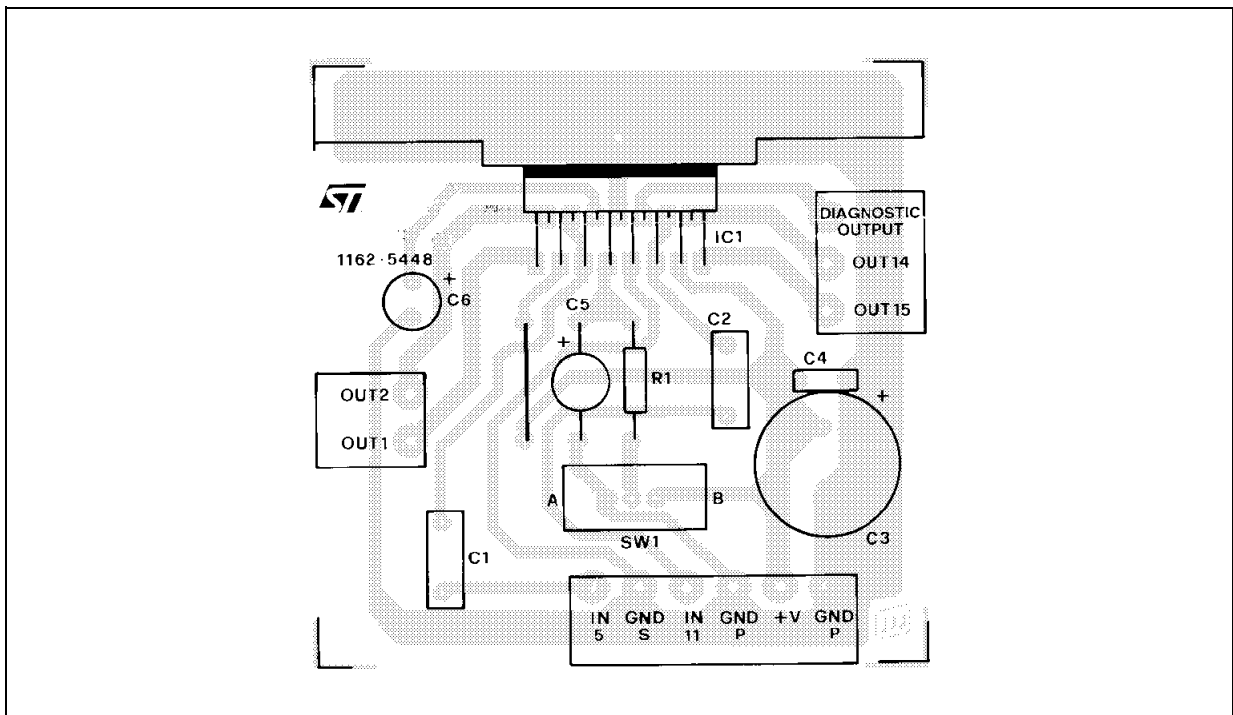 ST
DIAGNOSTIC
OUTPUT
IC1
OUT14
1162·5448
+
C6
C5
OUT15
C2
+
C4
R1
+
OUT2
OUT1
A
B
SW1
C3
C1
IN GND IN GND +V GND
5 S 11 P P